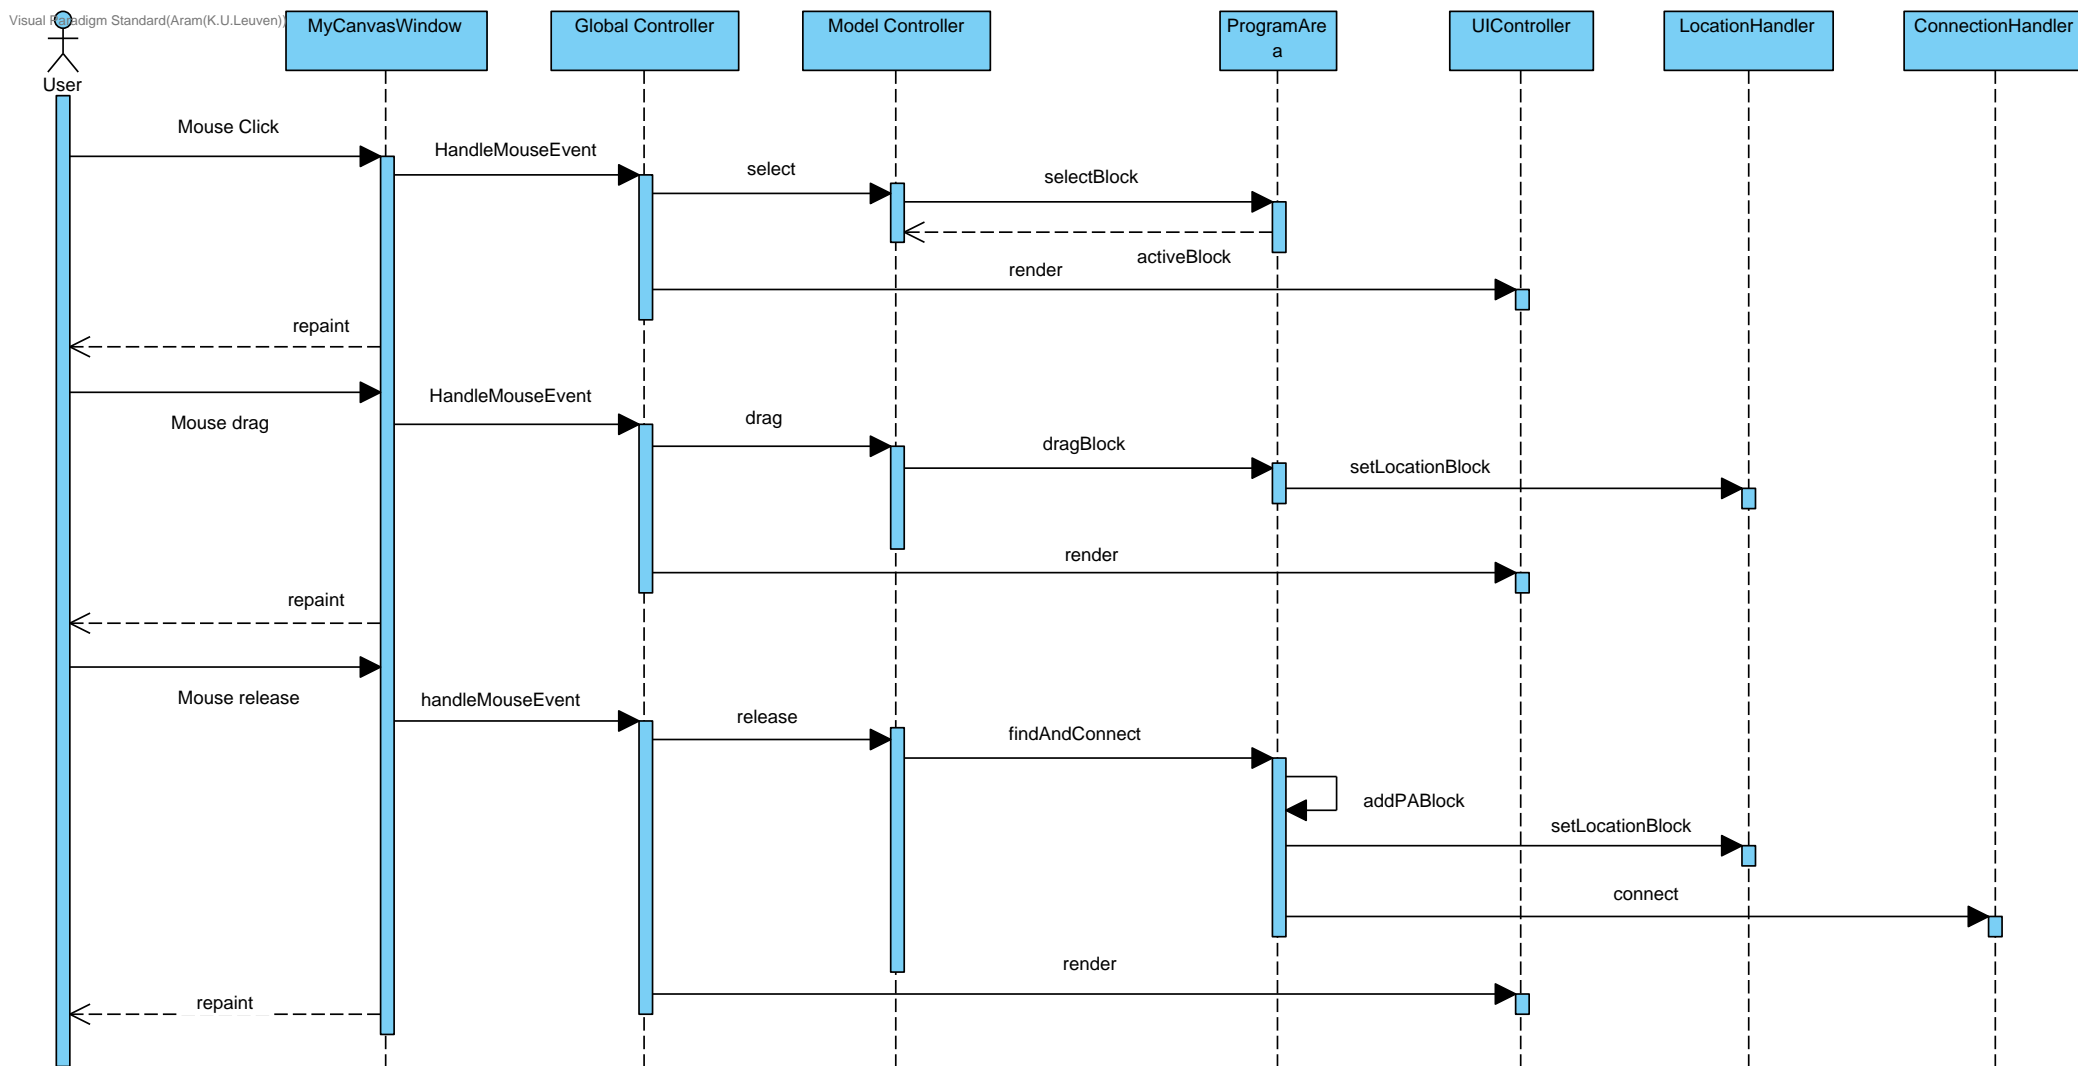 Visual Paradigm Standard(Aram(K.U.Leuven))
User
MyCanvasWindow
Global Controller
Model Controller
ProgramAre
a
UIController
LocationHandler
ConnectionHandler
Mouse Click
HandleMouseEvent
select
selectBlock
activeBlock
render
repaint
Mouse drag
HandleMouseEvent
drag
dragBlock
setLocationBlock
render
repaint
Mouse release
handleMouseEvent
release
findAndConnect
addPABlock
setLocationBlock
connect
render
repaint